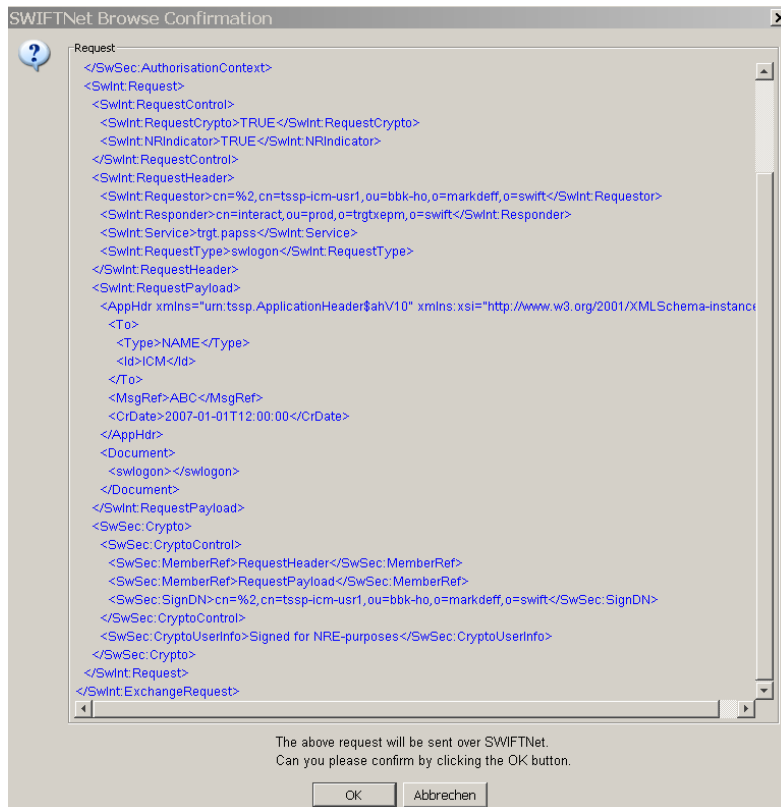 SWIFTNet Browse Confirmation
Request
</SwSec:AuthorisationContext>
<SwInt:Request>
<SwInt:RequestControl>
<SwInt:RequestCrypto>TRUE</SwInt:RequestCrypto>
<SwInt:NRIndicator>TRUE</SwInt:NRIndicator>
</SwInt:RequestControl>
<SwInt:RequestHeader>
<SwInt:Requestor>cn=%2,cn=tssp-icm-usr1,ou=bbk-ho,o=markdeff,o=swift</SwInt:Requestor>
<SwInt:Responder>cn=interact,ou=prod,o=trgtxepm,o=swift</SwInt:Responder>
<SwInt:Service>trgt.papss</SwInt:Service>
<SwInt:RequestType>swlogon</SwInt:RequestType>
</SwInt:RequestHeader>
<SwInt:RequestPayload>
<AppHdr xmlns="urn:tssp.ApplicationHeader$ahV10" xmlns:xsi="http://www.w3.org/2001/XMLSchema-instance
<To>
<Type>NAME</Type>
<Id>ICM</Id>
</To>
<MsgRef>ABC</MsgRef>
<CrDate>2007-01-01T12:00:00</CrDate>
</AppHdr>
<Document>
<swlogon></swlogon>
</Document>
</SwInt:RequestPayload>
<SwSec:Crypto>
<SwSec:CryptoControl>
<SwSec:MemberRef>RequestHeader</SwSec:MemberRef>
<SwSec:MemberRef>RequestPayload</SwSec:MemberRef>
<SwSec:SignDN>cn=%2,cn=tssp-icm-usr1,ou=bbk-ho,o=markdeff,o=swift</SwSec:SignDN>
</SwSec:CryptoControl>
<SwSec:CryptoUserInfo>Signed for NRE-purposes</SwSec:CryptoUserInfo>
</SwSec:Crypto>
</SwInt:Request>
</SwInt:ExchangeRequest>
The above request will be sent over SWIFTNet.
Can you please confirm by clicking the OK button.
OK
Abbrechen